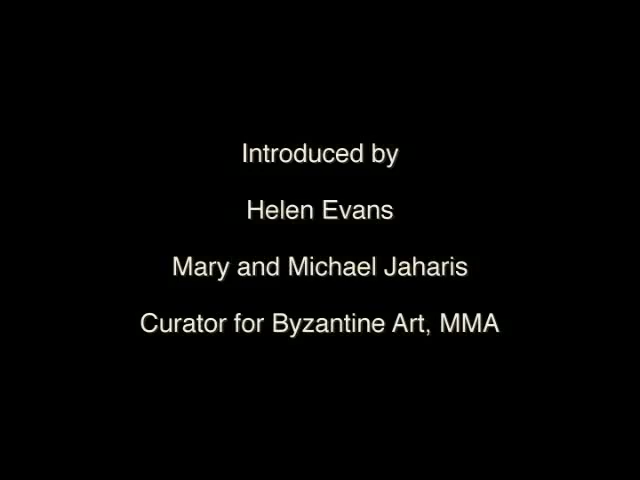 Introduced by
Helen Evans
Mary and Michael Jaharis
Curator for Byzantine Art, MMA